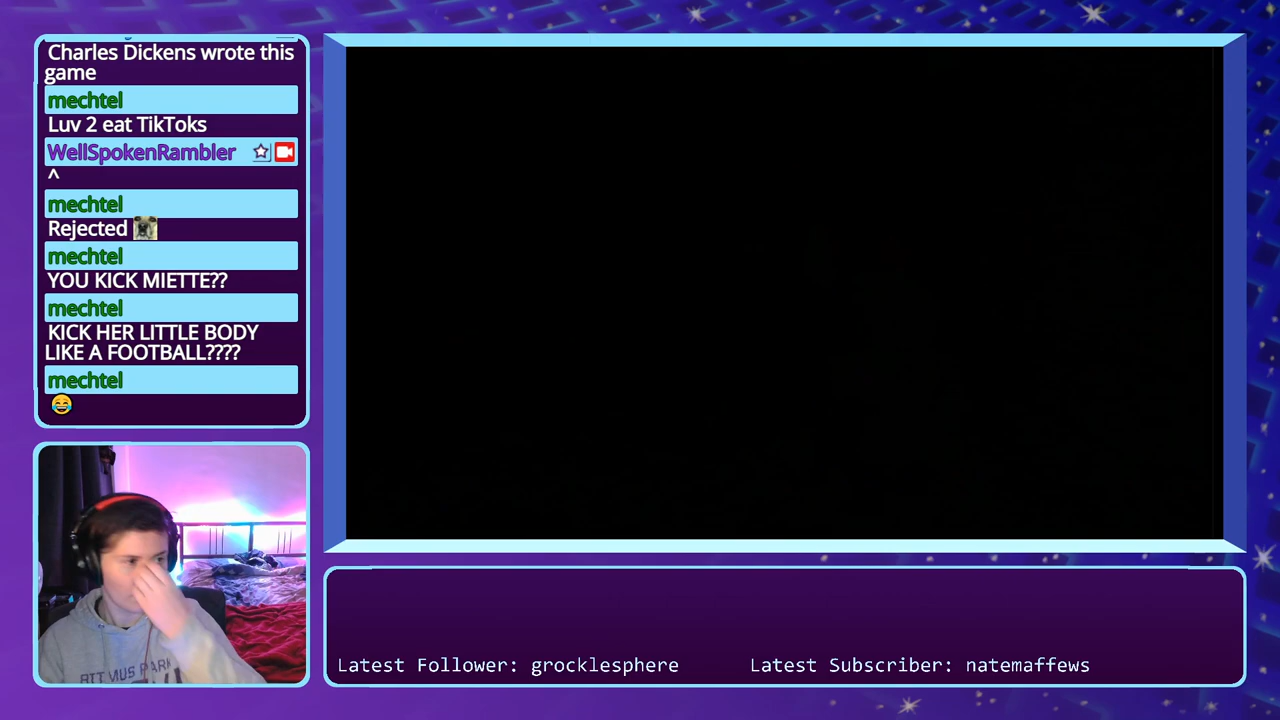 Charles Dickens wrote this
game
mechtel
Luv 2 eat TikToks
WellSpokenRambler
^
mechtel
Rejected
mechtel
YOU KICK MIETTE??
mechtel
KICK HER LITTLE BODY
LIKE A FOOTBALL????
mechtel
😂
Latest Follower: grocklesphere
Latest Subscriber: natemaffews